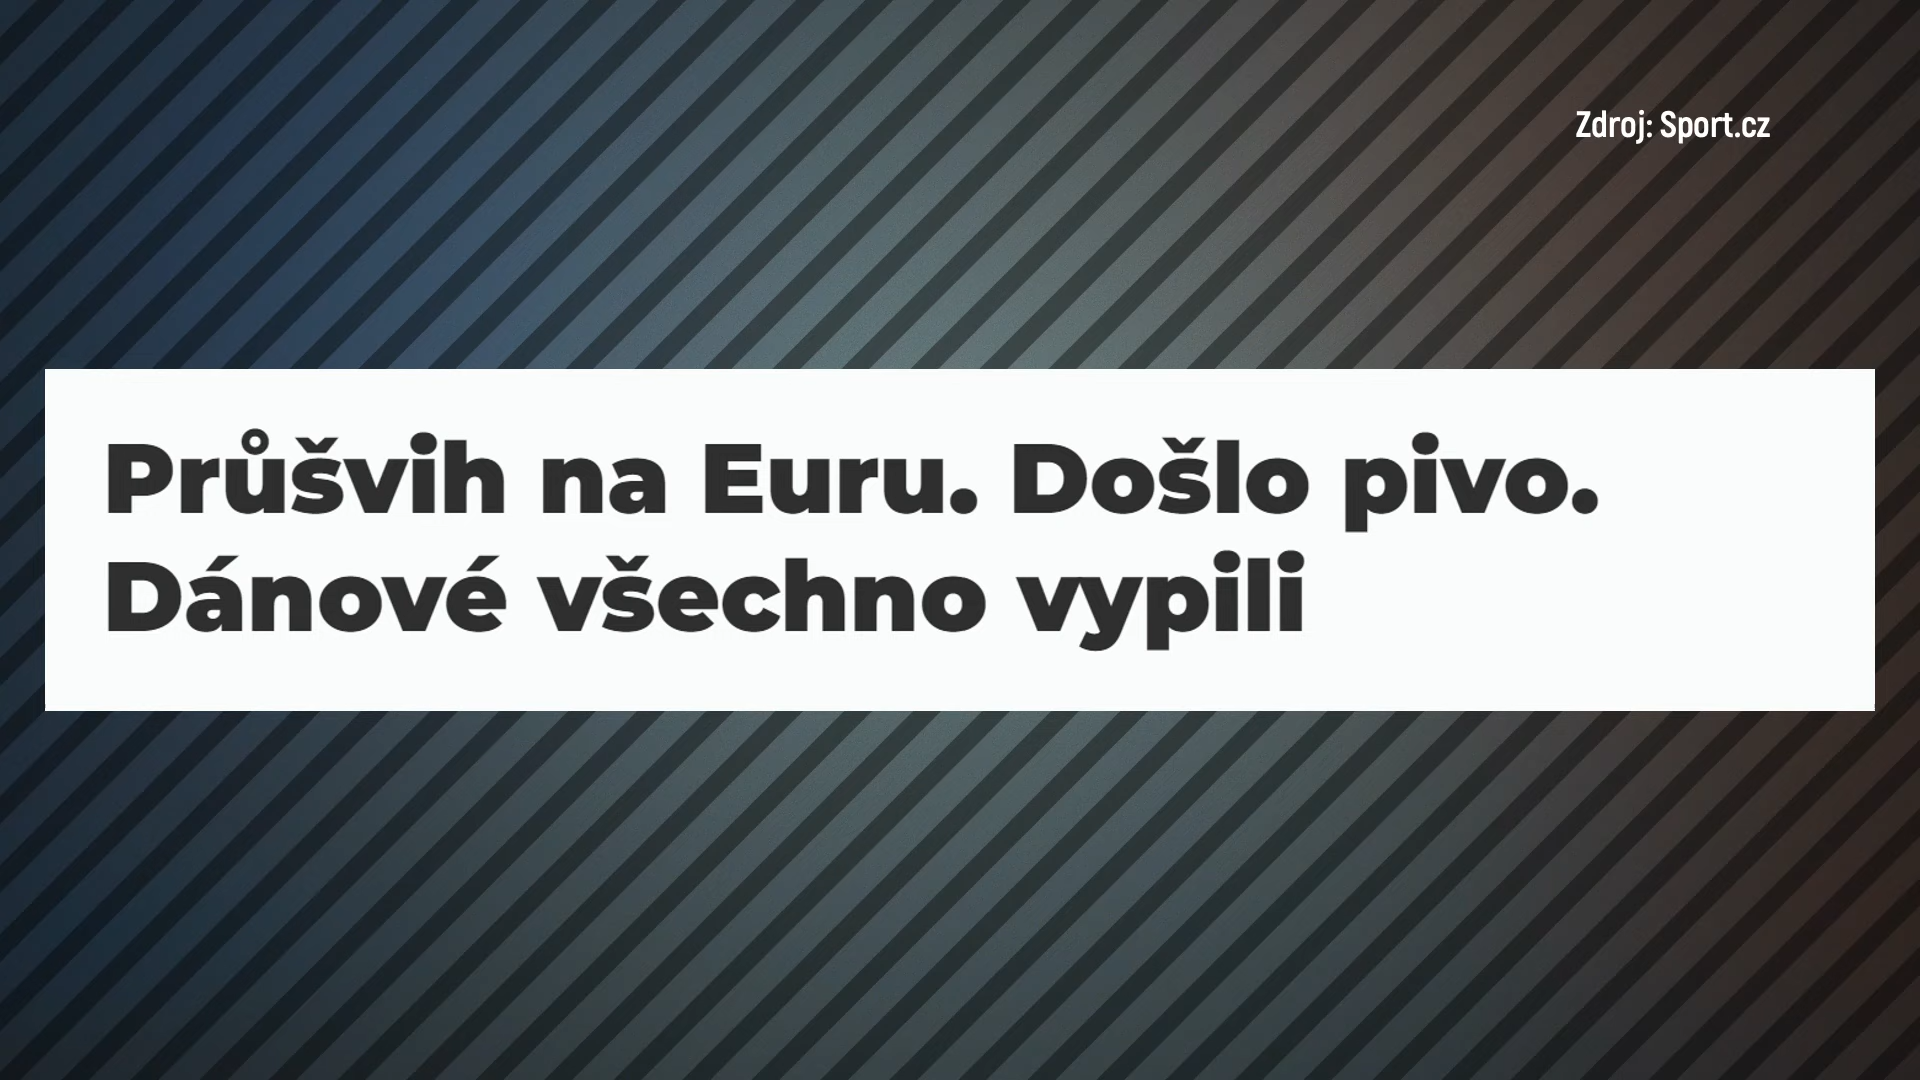 Zdroj: Sport.cz
Průšvih na Euru. Došlo pivo.
Dánové všechno vypili